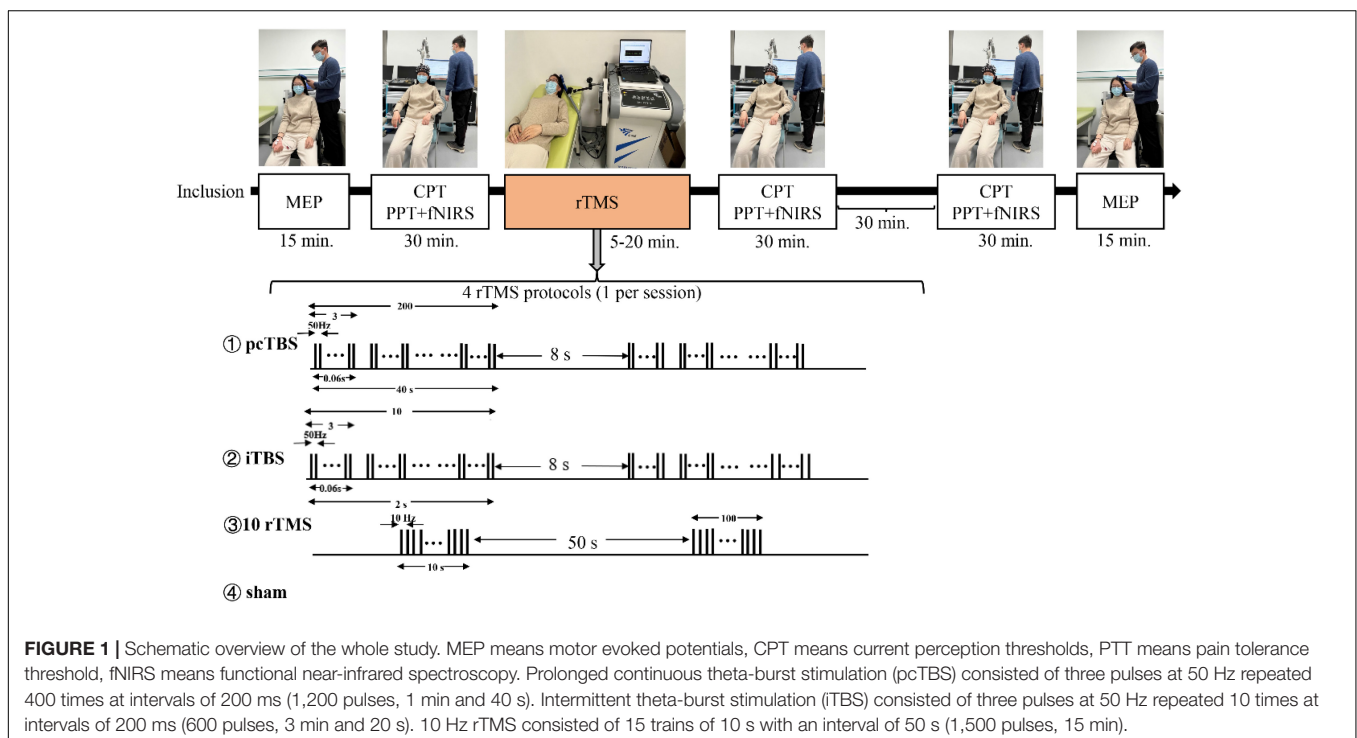 Inclusion
MEP
CPT
PPT+fNIRS
rTMS
CPT
PPT+fNIRS
CPT
PPT+fNIRS
MEP
15 min.
30 min.
5-20 min.
30 min.
30 min.
30 min.
15 min.
4 rTMS protocols (1 per session)
200
3
50Hz
① pcTBS
8 s
0.06s
40 s
10
3
50Hz
② iTBS
8 s
0.06s
2 s
③10 rTMS
10 Hz
100
50 s
10 s
④ sham
FIGURE 1 | Schematic overview of the whole study. MEP means motor evoked potentials, CPT means current perception thresholds, PTT means pain tolerance
threshold, fNIRS means functional near-infrared spectroscopy. Prolonged continuous theta-burst stimulation (pcTBS) consisted of three pulses at 50 Hz repeated
400 times at intervals of 200 ms (1,200 pulses, 1 min and 40 s). Intermittent theta-burst stimulation (iTBS) consisted of three pulses at 50 Hz repeated 10 times at
intervals of 200 ms (600 pulses, 3 min and 20 s). 10 Hz rTMS consisted of 15 trains of 10 s with an interval of 50 s (1,500 pulses, 15 min).